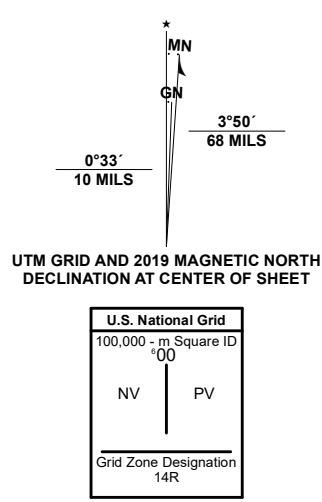 ★
MN
GN
3°50´
68 MILS
0°33´
10 MILS
UTM GRID AND 2019 MAGNETIC NORTH
DECLINATION AT CENTER OF SHEET
U.S. National Grid
100,000 - m Square ID
⁶00
NV PV
Grid Zone Designation
14R